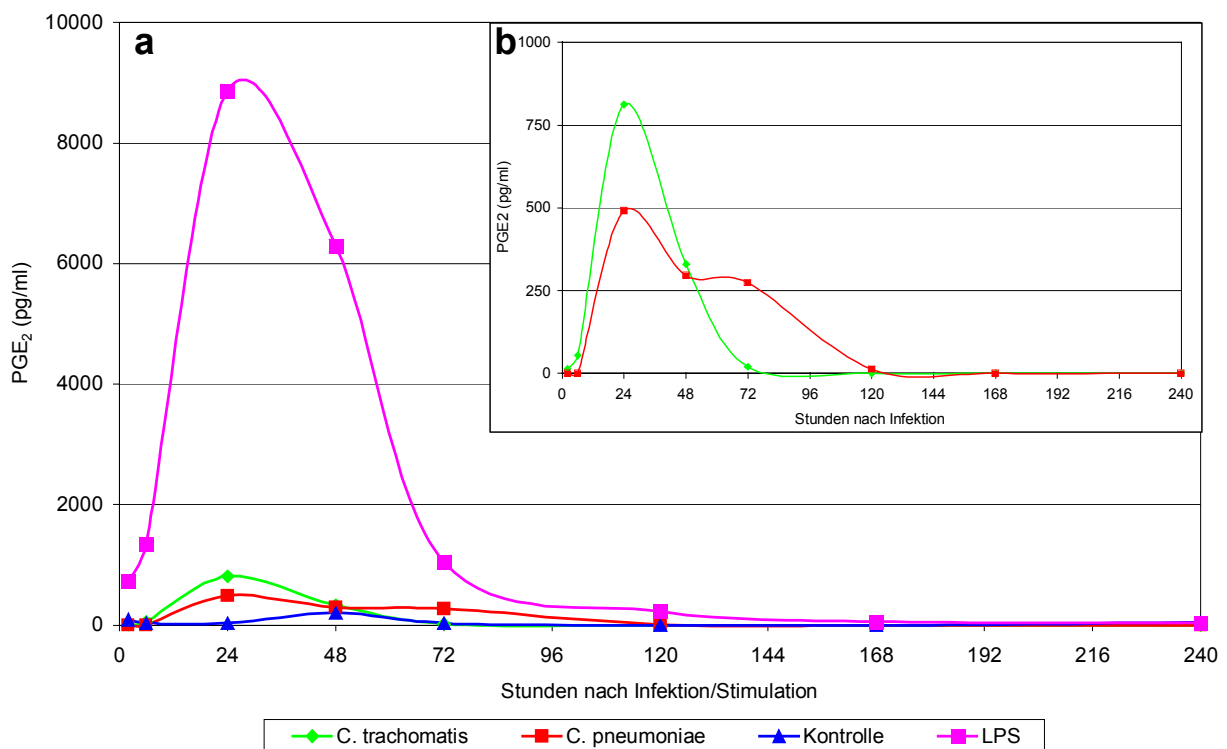 a
10000
8000
6000
4000
2000
0
PGE2 (pg/ml)
0 24 48 72 96 120 144 168 192 216 240
Stunden nach Infektion/Stimulation
b
1000
750
500
250
0
PGE2 (pg/ml)
0 24 48 72 96 120 144 168 192 216 240
Stunden nach Infektion
C. trachomatis C. pneumoniae Kontrolle LPS